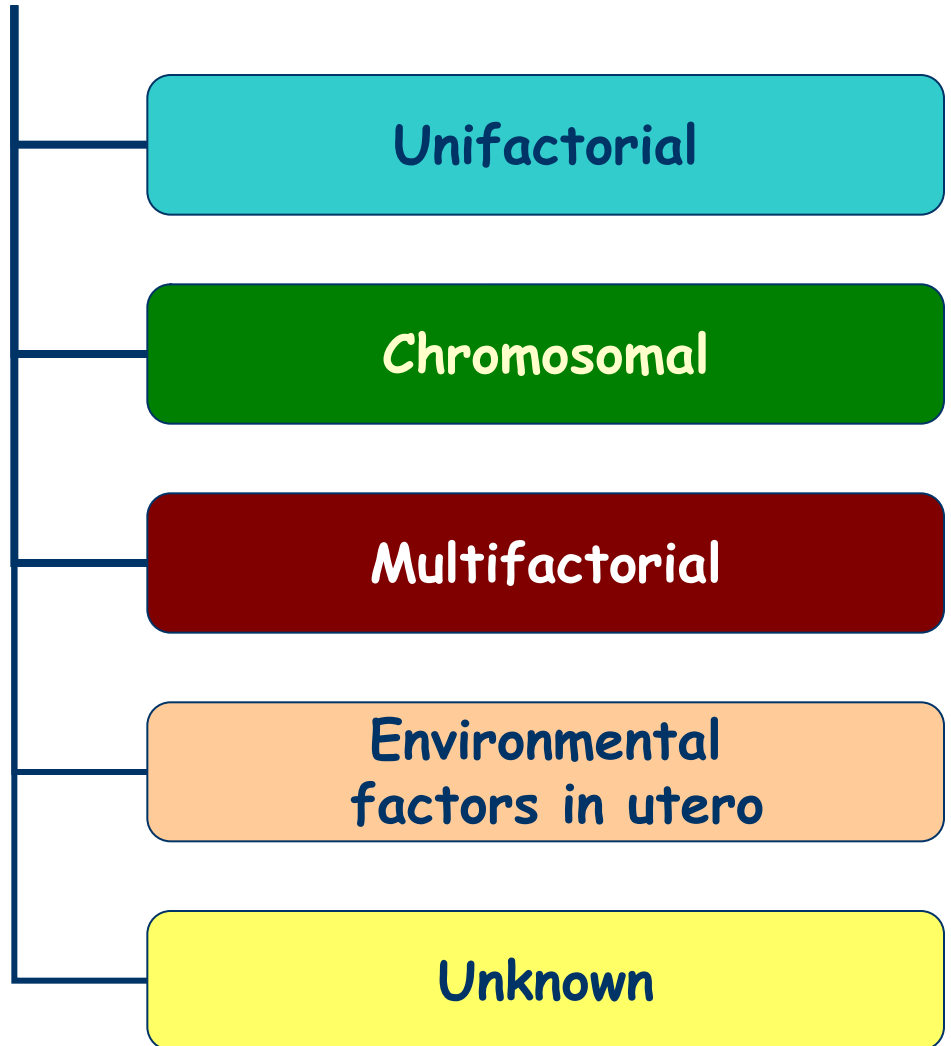 Unifactorial
Chromosomal
Multifactorial
Environmental
factors in utero
Unknown